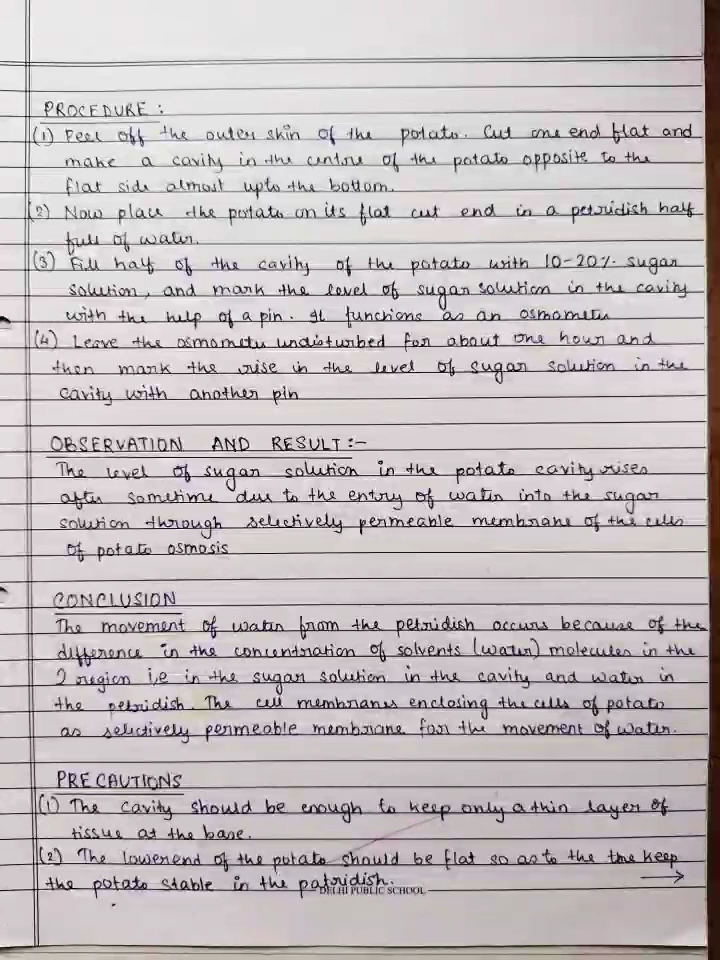 PROCEDURE :
(1) Peel off the outer skin of the potato. Cut one end flat and
make a cavity in the centre of the potato opposite to the
flat side almost upto the bottom.
(2) Now place the potato on its flat cut end in a petridish half
full of water.
(3) Fill half of the cavity of the potato with 10-20% sugar
solution, and mark the level of sugar solution in the cavity
with the help of a pin. It functions as an osmometer
(4) Leave the osmometer undisturbed for about one hour and
then mark the rise in the level of sugar solution in the
cavity with another pin
OBSERVATION AND RESULT :-
The level of sugar solution in the potato cavity rises
after sometime due to the entry of water into the sugar
solution through selectively permeable membrane of the cells
of potato osmosis
CONCLUSION
The movement of water from the petridish occurs because of the
difference in the concentration of solvents (water) molecules in the
2 region i,e in the sugar solution in the cavity and water in
the petridish. The cell membranes enclosing the cells of potato
as selectively permeable membrane for the movement of water.
PRECAUTIONS
(1) The cavity should be enough to keep only a thin layer of
tissue at the base.
(2) The lower end of the potato should be flat so as to the the keep
the potato stable in the patridish. →
DELHI PUBLIC SCHOOL